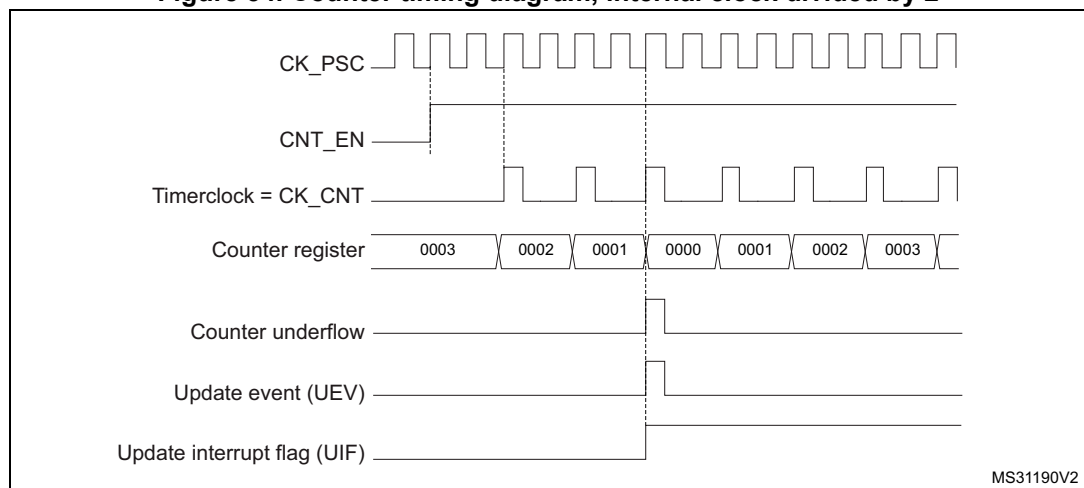 Figure 84. Counter timing diagram, internal clock divided by 2
CK_PSC
CNT_EN
Timerclock = CK_CNT
Counter register 0003 0002 0001 0000 0001 0002 0003
Counter underflow
Update event (UEV)
Update interrupt flag (UIF)
MS31190V2